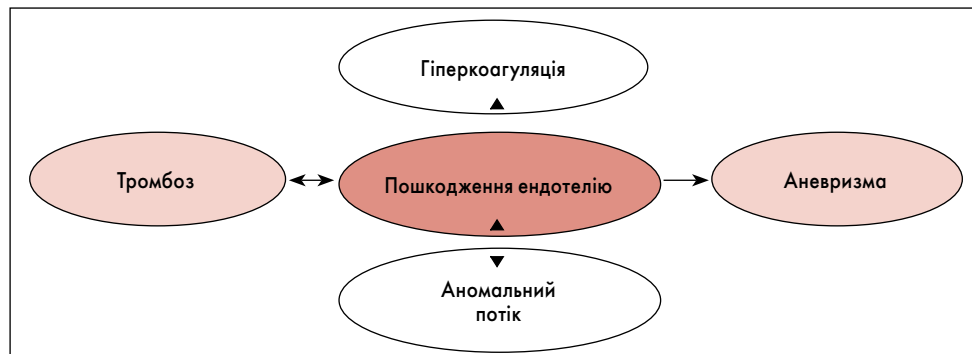 Гіперкоагуляція
Тромбоз
Пошкодження ендотелію
Аневризма
Аномальний
потік